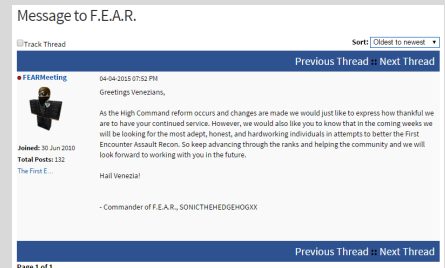 Message to F.E.A.R.
Track Thread
Sort: Oldest to newest
Previous Thread :: Next Thread
FEARMeeting
04-04-2015 07:52 PM
Greetings Venezians,
As the High Command reform occurs and changes are made we would just like to express how thankful we
are to have your continued service. However, we would also like you to know that in the coming weeks we
will be looking for the most adept, honest, and hardworking individuals in attempts to better the First
Encounter Assault Recon. So keep advancing through the ranks and helping the community and we will
look forward to working with you in the future.
Joined: 30 Jun 2010
Total Posts: 132
The First E...
Hail Venezia!
- Commander of F.E.A.R., SONICTHEHEDGEHOGXX
Previous Thread :: Next Thread
Page 1 of 1